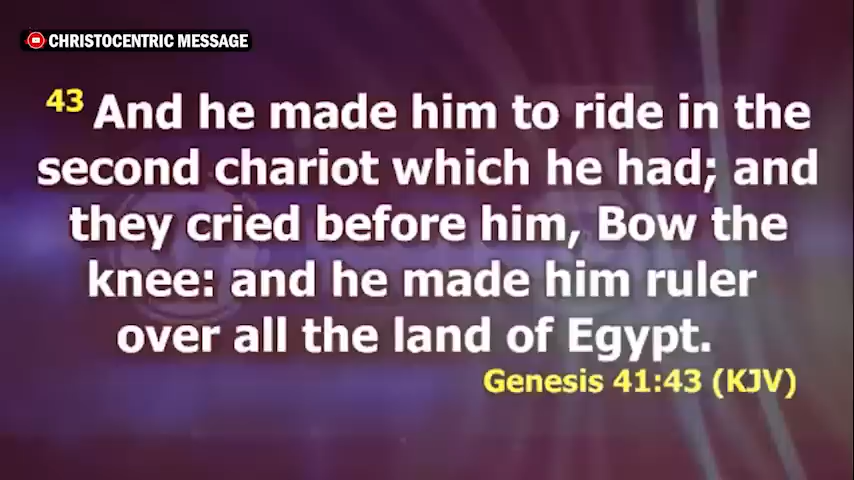 CHRISTOCENTRIC MESSAGE
43 And he made him to ride in the
second chariot which he had; and
they cried before him, Bow the
knee: and he made him ruler
over all the land of Egypt.
Genesis 41:43 (KJV)